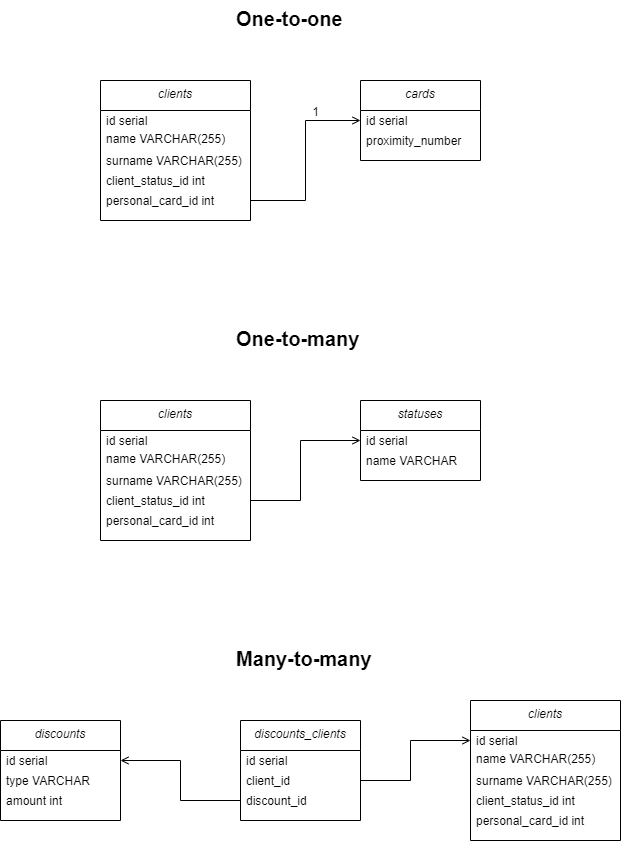 One-to-one
clients
id serial
name VARCHAR(255)
surname VARCHAR(255)
client_status_id int
personal_card_id int
1
cards
id serial
proximity_number
One-to-many
clients
id serial
name VARCHAR(255)
surname VARCHAR(255)
client_status_id int
personal_card_id int
statuses
id serial
name VARCHAR
Many-to-many
discounts
id serial
type VARCHAR
amount int
discounts_clients
id serial
client_id
discount_id
clients
id serial
name VARCHAR(255)
surname VARCHAR(255)
client_status_id int
personal_card_id int